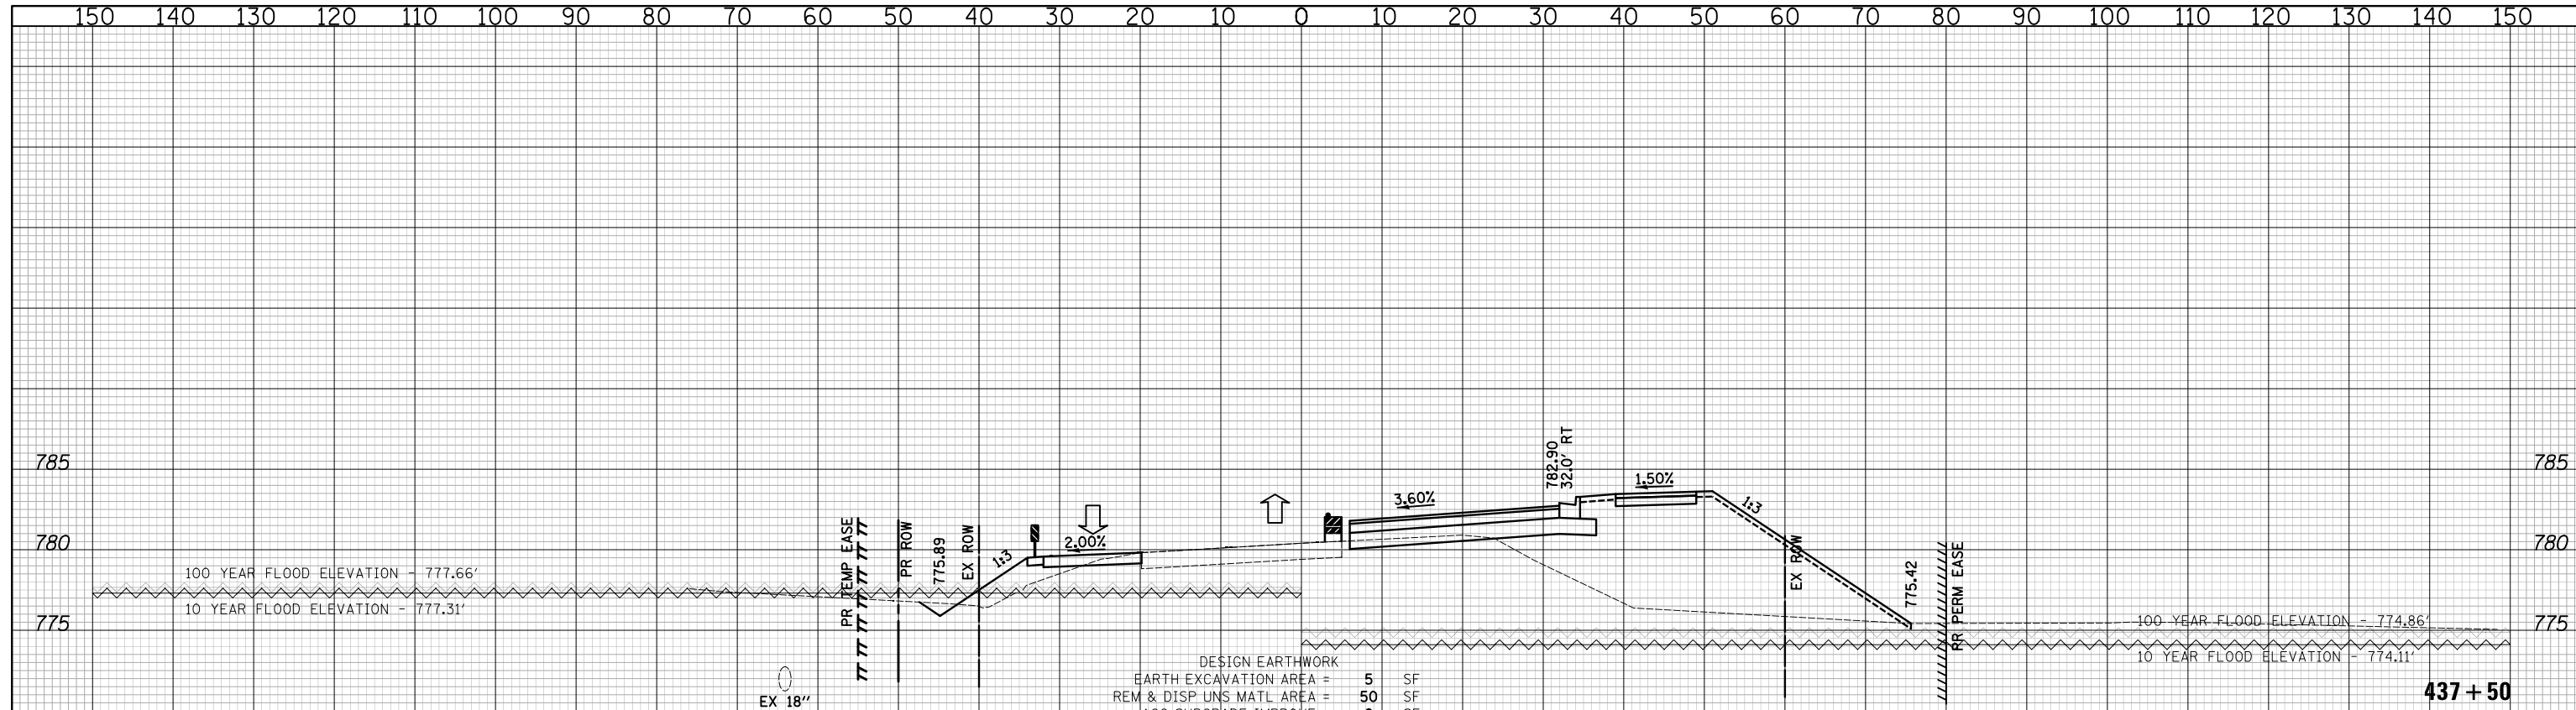 150 140 130 120 110 100 90 80 70 60 50 40 30 20 10 0 10 20 30 40 50 60 70 80 90 100 110 120 130 140 150
785 785
782.90
32.0' RT
3.60%
1.50%
1:3
780 780
PR TEMP EASE
PR ROW
775.89
EX ROW
1:3
2.00%
EX ROW
775.42
PR PERM EASE
100 YEAR FLOOD ELEVATION - 777.66'
10 YEAR FLOOD ELEVATION - 777.31'
775 775
100 YEAR FLOOD ELEVATION - 774.86'
10 YEAR FLOOD ELEVATION - 774.11'
DESIGN EARTHWORK
EARTH EXCAVATION AREA = 5 SF
REM & DISP UNS MATL AREA = 50 SF
EX 18"
437+50